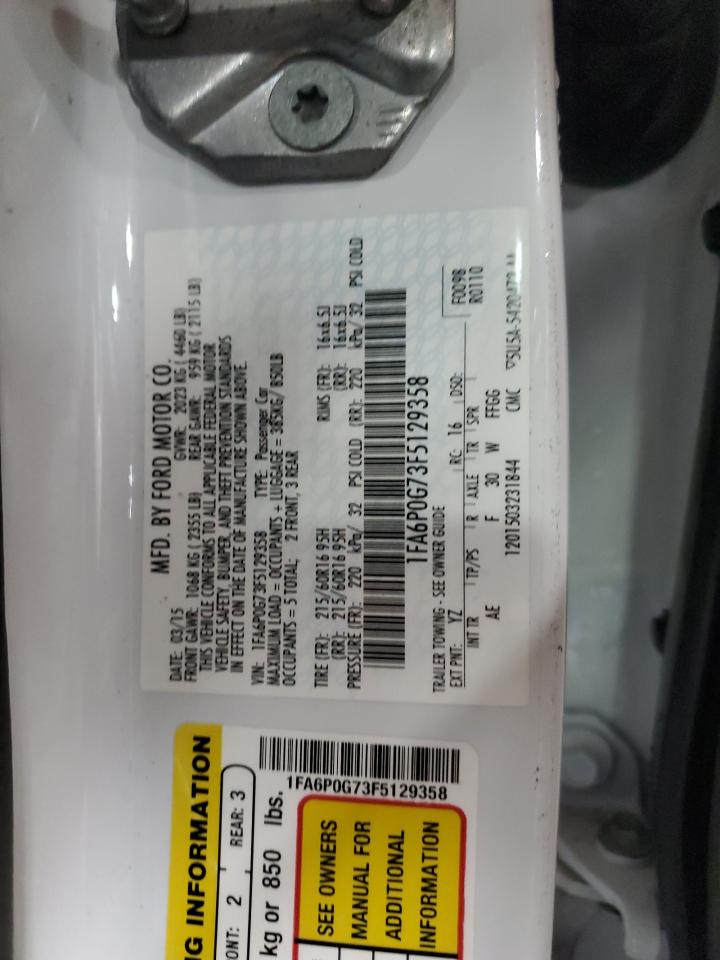 MFD. BY FORD MOTOR CO.
DATE: 03/15 GVWR: 2023 KG ( 4460 LB)
FRONT GAWR: 1068 KG ( 2355 LB) REAR GAWR: 959 KG ( 2115 LB)
THIS VEHICLE CONFORMS TO ALL APPLICABLE FEDERAL MOTOR
VEHICLE SAFETY, BUMPER, AND THEFT PREVENTION STANDARDS
IN EFFECT ON THE DATE OF MANUFACTURE SHOWN ABOVE.
VIN: 1FA6P0G73F5129358 TYPE: Passenger Car
MAXIMUM LOAD = OCCUPANTS + LUGGAGE = 385KG/ 850LB
OCCUPANTS = 5 TOTAL; 2 FRONT, 3 REAR
TIRE (FR): 215/60R16 95H RIMS (FR): 16x6.5J
(RR): 215/60R16 95H (RR): 16x6.5J
PRESSURE (FR): 220 kPa/ 32 PSI COLD (RR): 220 kPa/ 32 PSI COLD
1FA6P0G73F5129358
TRAILER TOWING - SEE OWNER GUIDE
F0098
R0110
EXT PNT: YZ RC: 16 DSO:
INT TR TP/PS R AXLE TR SPR
AE F 30 W FFGG
1201503231844 CMC
G INFORMATION
ONT: 2 REAR: 3
kg or 850 lbs.
1FA6P0G73F5129358
SEE OWNERS
MANUAL FOR
ADDITIONAL
INFORMATION